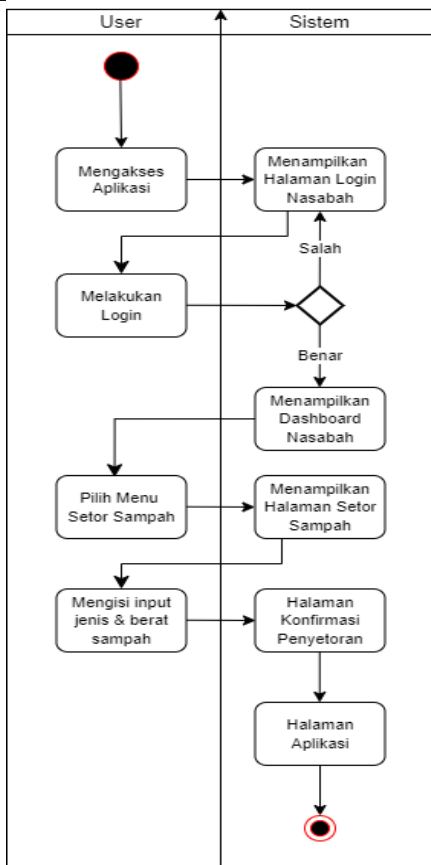 User
Sistem
Mengakses
Aplikasi
Menampilkan
Halaman Login
Nasabah
Salah
Melakukan
Login
Benar
Menampilkan
Dashboard
Nasabah
Pilih Menu
Setor Sampah
Menampilkan
Halaman Setor
Sampah
Mengisi input
jenis & berat
sampah
Halaman
Konfirmasi
Penyetoran
Halaman
Aplikasi